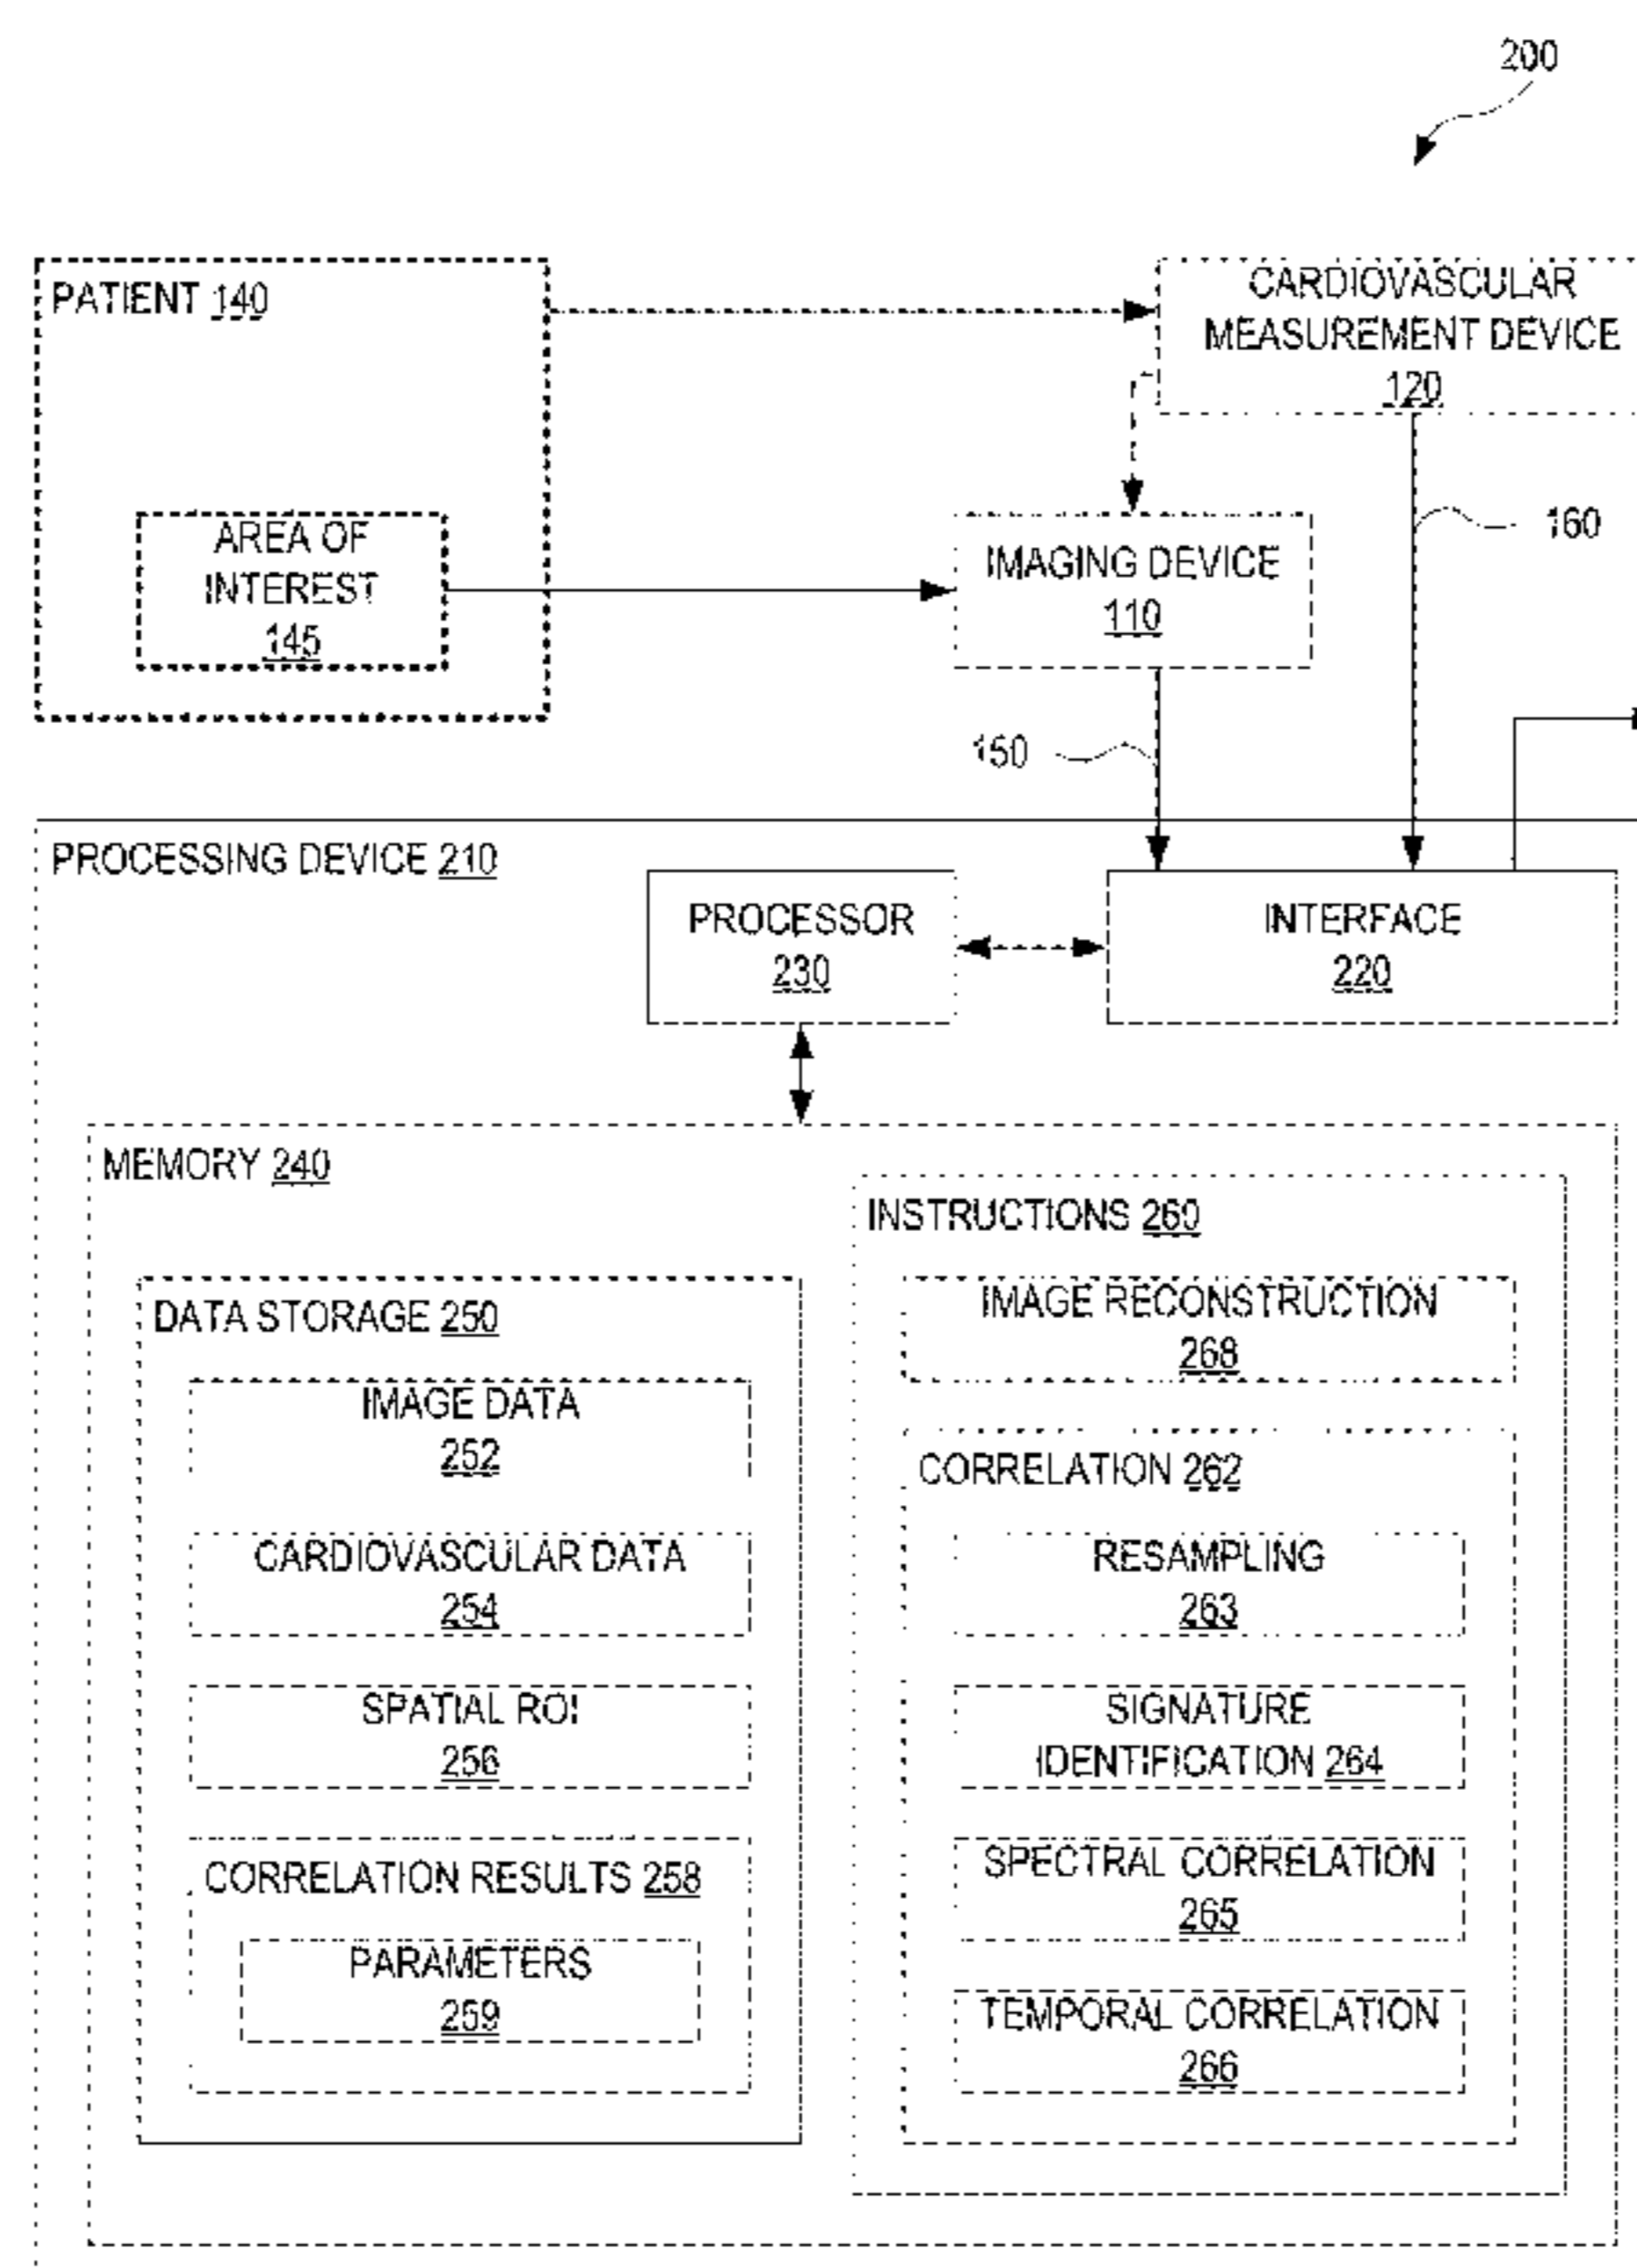 200
PATIENT 140
CARDIOVASCULAR
MEASUREMENT DEVICE
120
AREA OF
INTEREST
145
IMAGING DEVICE
110
160
150
PROCESSING DEVICE 210
PROCESSOR
230
INTERFACE
220
MEMORY 240
INSTRUCTIONS 260
DATA STORAGE 250
IMAGE DATA
252
CARDIOVASCULAR DATA
254
SPATIAL ROI
256
CORRELATION RESULTS 258
PARAMETERS
259
IMAGE RECONSTRUCTION
268
CORRELATION 262
RESAMPLING
263
SIGNATURE
IDENTIFICATION 264
SPECTRAL CORRELATION
265
TEMPORAL CORRELATION
266